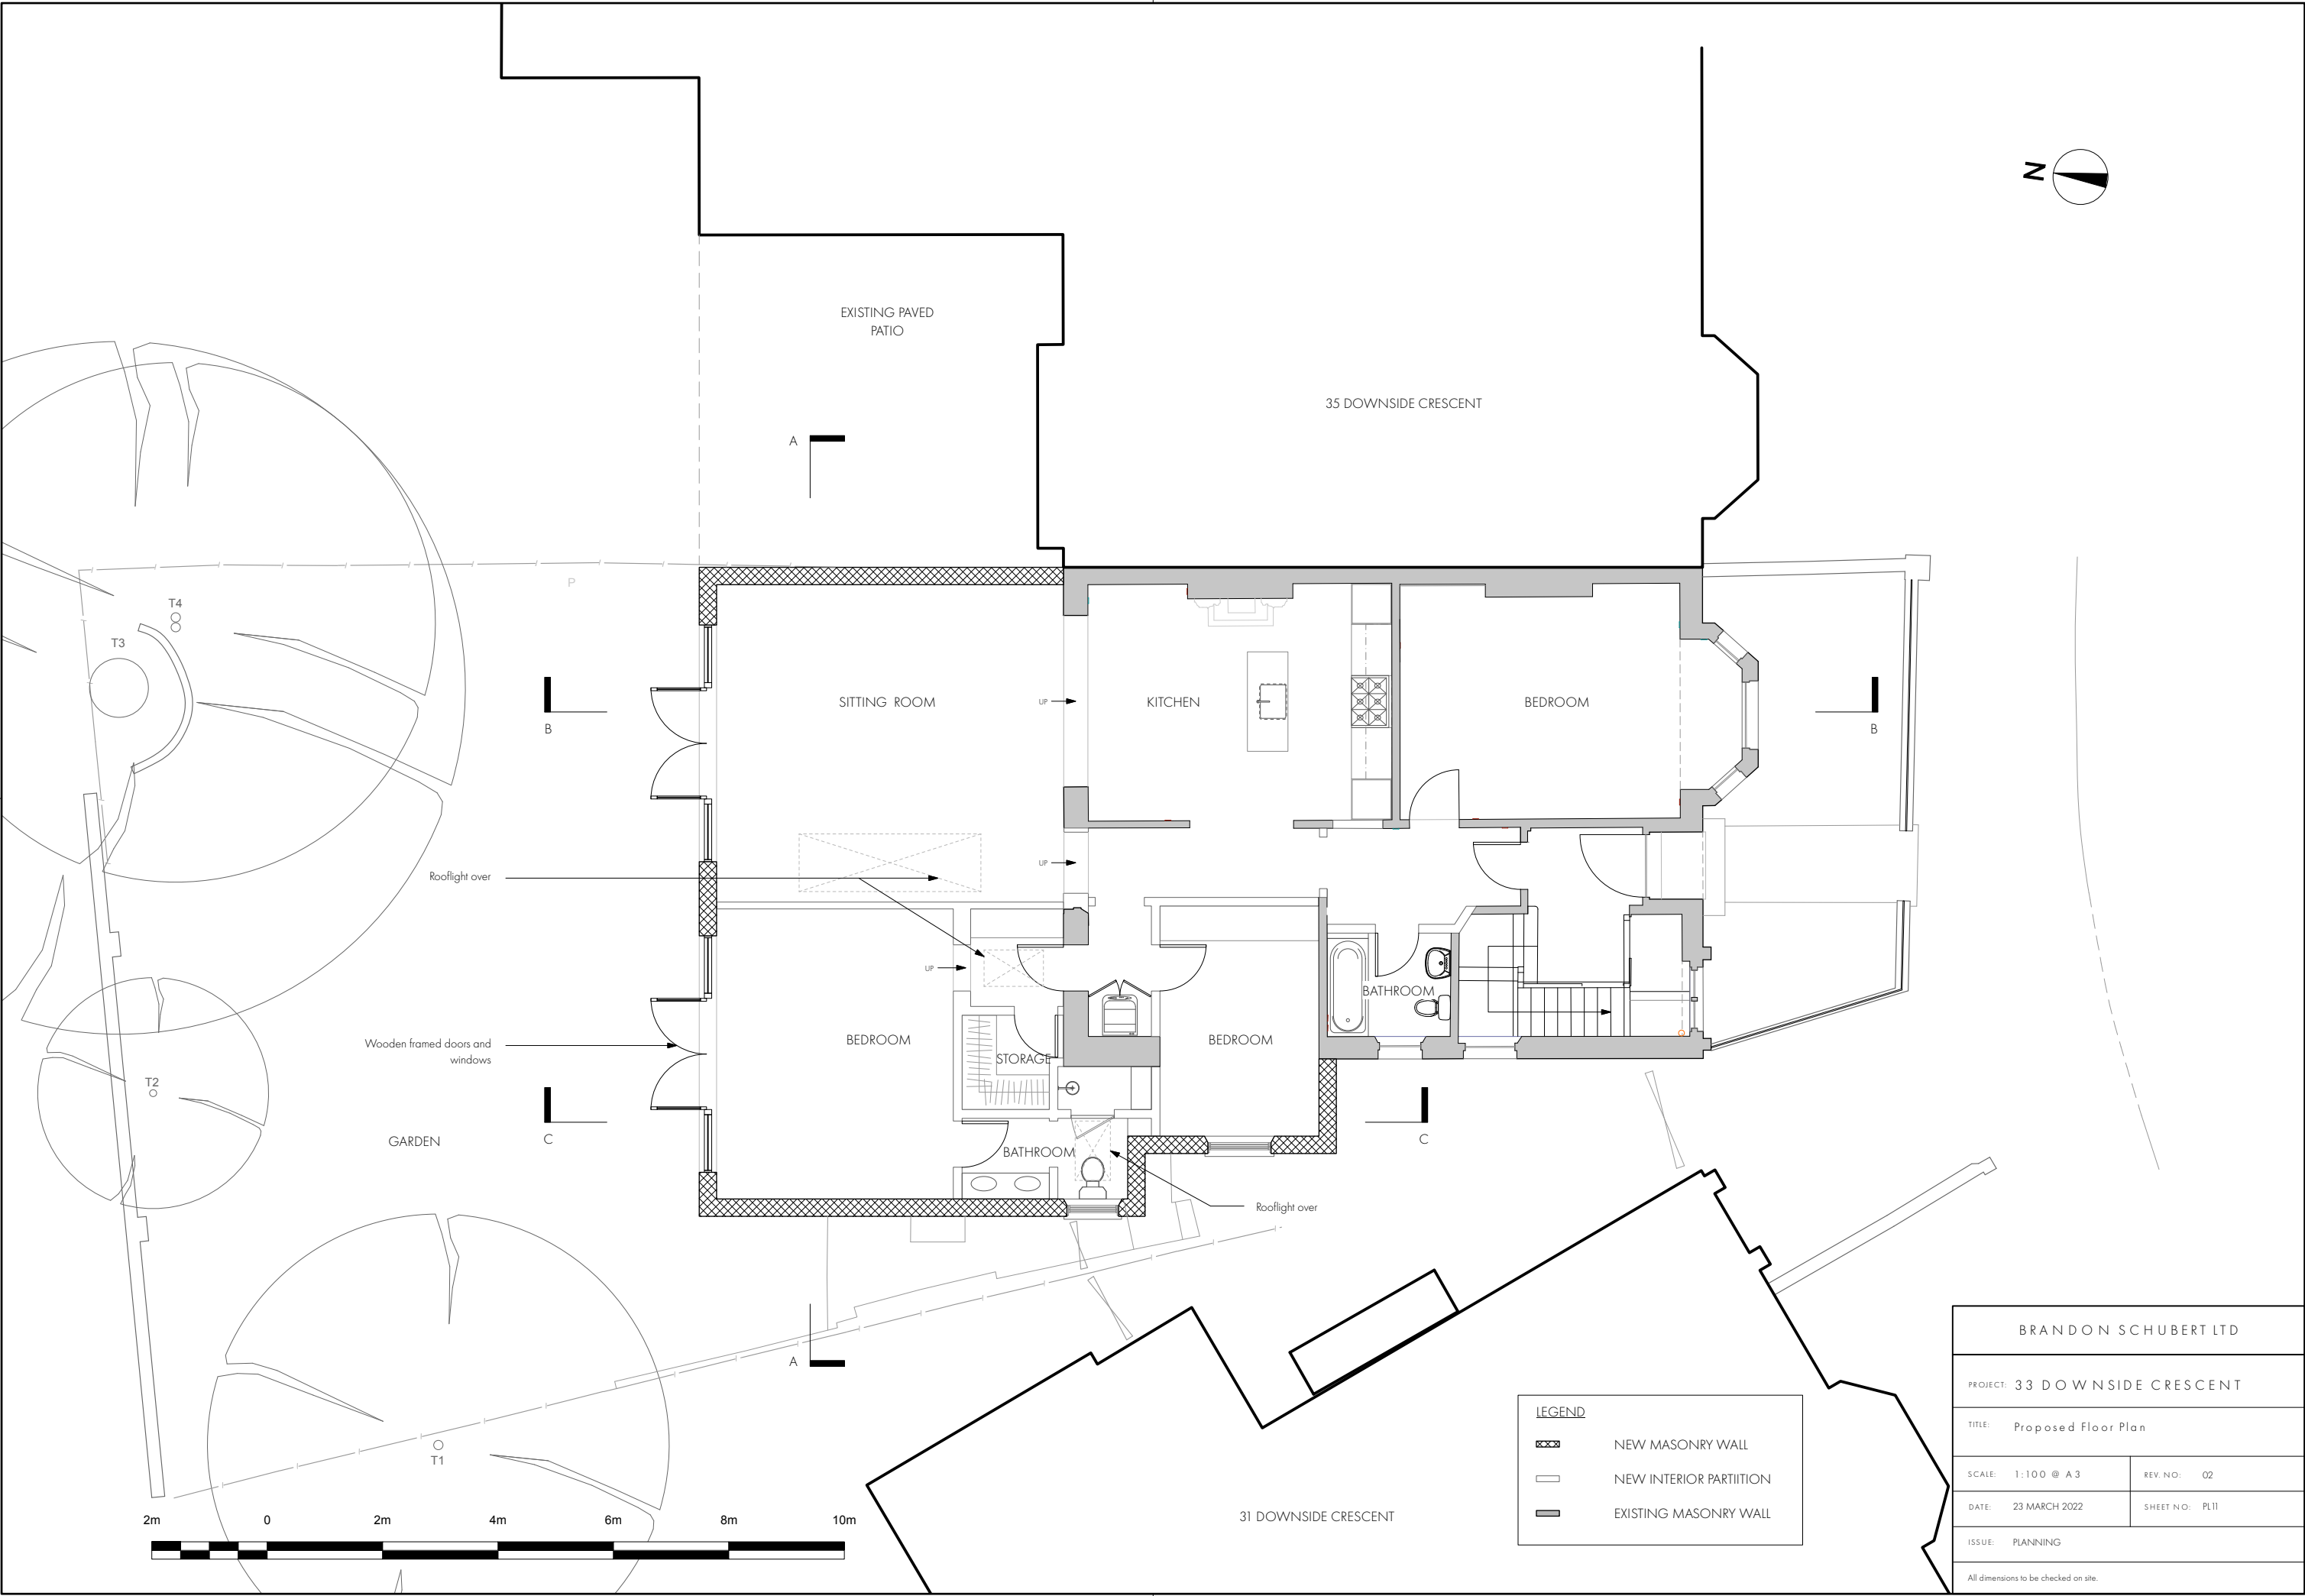 N
EXISTING PAVED
PATIO
A
35 DOWNSIDE CRESCENT
P
T4
T3
SITTING ROOM
UP
KITCHEN
BEDROOM
B
B
UP
Rooflight over
UP
BATHROOM
Wooden framed doors and
windows
BEDROOM
STORAGE
BEDROOM
T2
GARDEN
C
BATHROOM
C
Rooflight over
A
T1
2m
0
2m
4m
6m
8m
10m
31 DOWNSIDE CRESCENT
LEGEND
NEW MASONRY WALL
NEW INTERIOR PARTIITION
EXISTING MASONRY WALL
BRANDON SCHUBERT LTD
PROJECT: 33 DOWNSIDE CRESCENT
TITLE: Proposed Floor Plan
SCALE: 1:100 @ A3
REV. NO: 02
DATE: 23 MARCH 2022
SHEET NO: PL11
ISSUE: PLANNING
All dimensions to be checked on site.